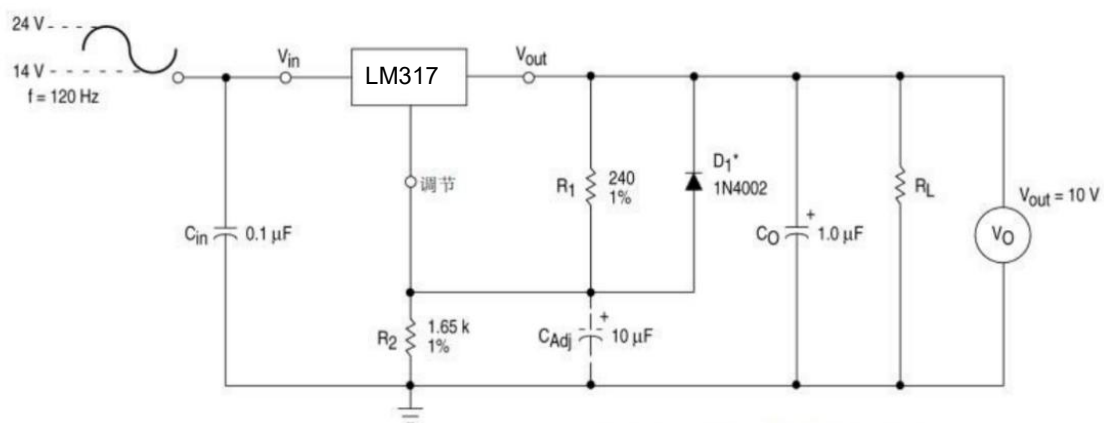 24 V
14 V
f = 120 Hz
Vin
LM317
Vout
调节
Cin
0.1 µF
R1
240
1%
D1*
1N4002
CO
+
1.0 µF
RL
Vout = 10 V
VO
R2
1.65 k
1%
CAdj
+
10 µF